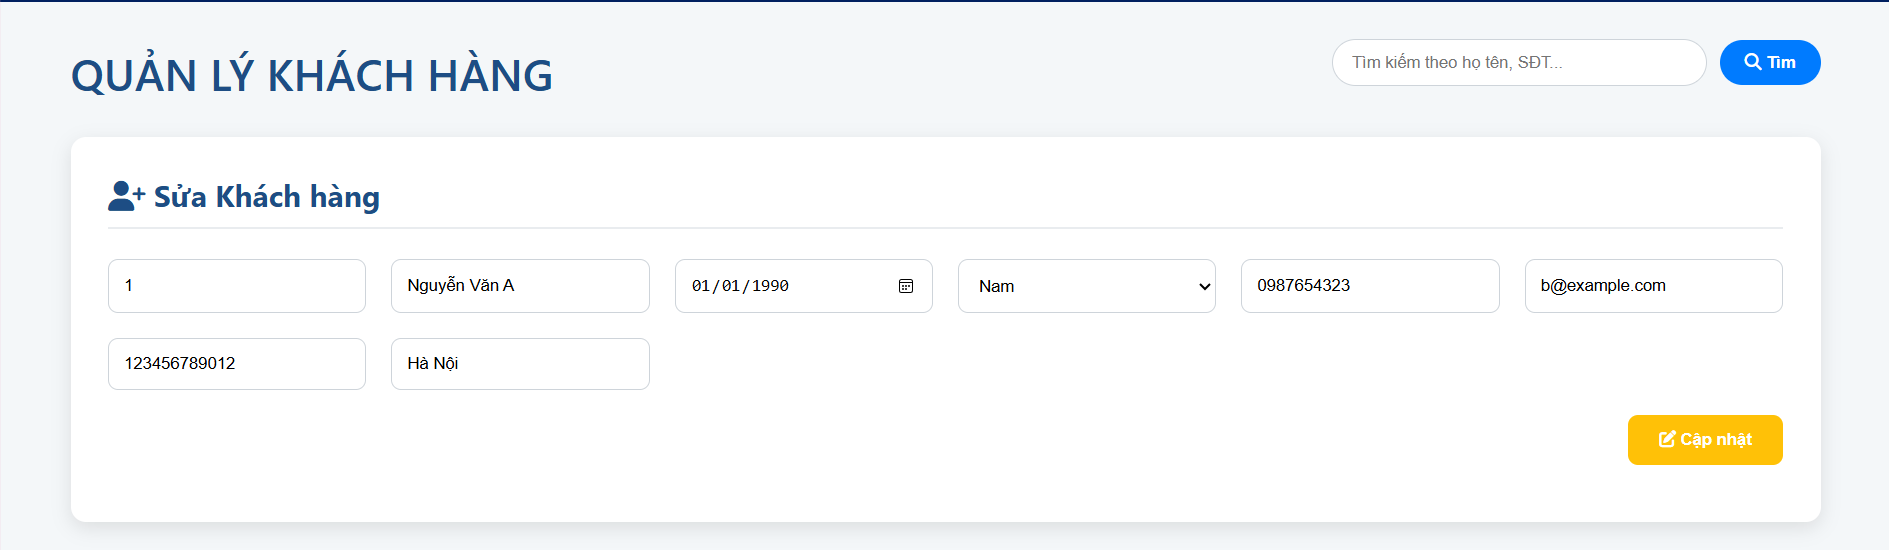 QUẢN LÝ KHÁCH HÀNG
Tìm kiếm theo họ tên, SĐT...
Tìm
Sửa Khách hàng
1
Nguyễn Văn A
01/01/1990
Nam
0987654323
b@example.com
123456789012
Hà Nội
Cập nhật